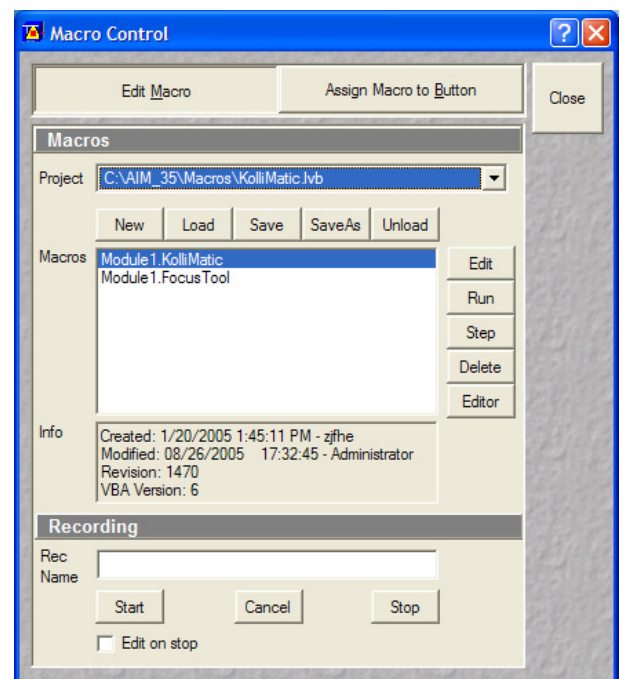 Macro Control
Edit Macro
Assign Macro to Button
Close
Macros
Project C:\AIM_35\Macros\KolliMatic.lvb
New Load Save SaveAs Unload
Macros Module1.KolliMatic
Module1.FocusTool
Edit
Run
Step
Delete
Editor
Info Created: 1/20/2005 1:45:11 PM - zjfhe
Modified: 08/26/2005 17:32:45 - Administrator
Revision: 1470
VBA Version: 6
Recording
Rec
Name
Start Cancel Stop
Edit on stop